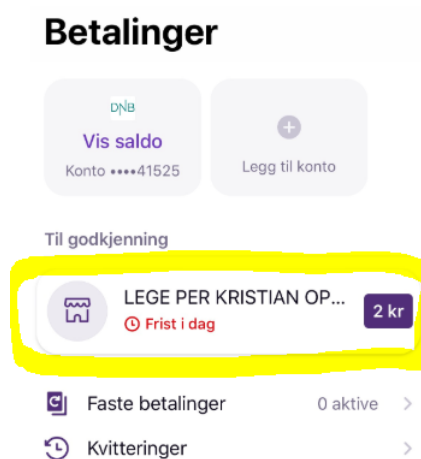 Betalinger
DNB
Vis saldo
Konto ••••41525
Legg til konto
Til godkjenning
LEGE PER KRISTIAN OP...
Frist i dag
2 kr
Faste betalinger
0 aktive
Kvitteringer